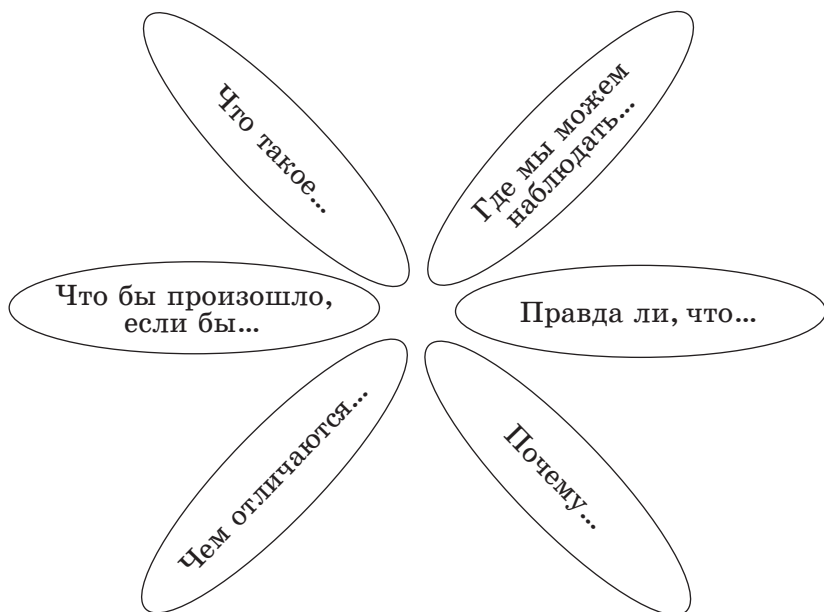 Что такое...
Где мы можем
наблюдать...
Что бы произошло,
если бы...
Правда ли, что...
Чем отличаются...
Почему...